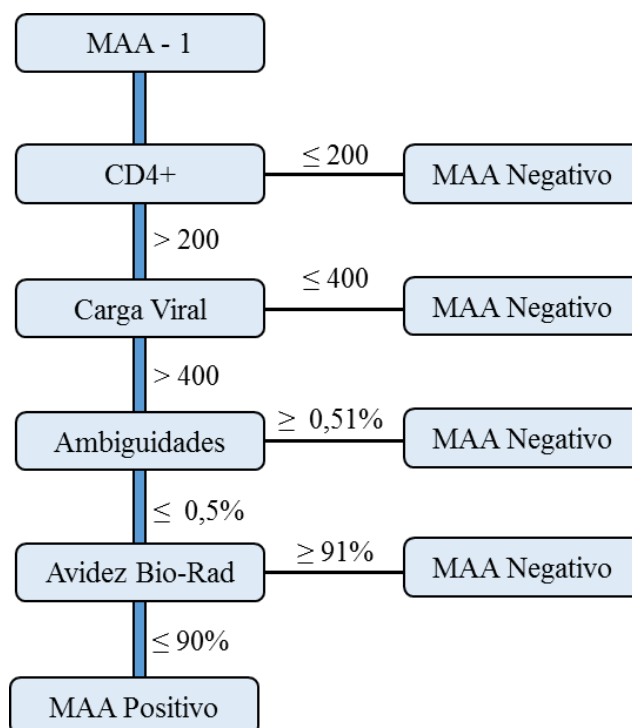 MAA - 1
CD4+
≤ 200
MAA Negativo
> 200
Carga Viral
≤ 400
MAA Negativo
> 400
Ambiguidades
≥ 0,51%
MAA Negativo
≤ 0,5%
Avidez Bio-Rad
≥ 91%
MAA Negativo
≤ 90%
MAA Positivo